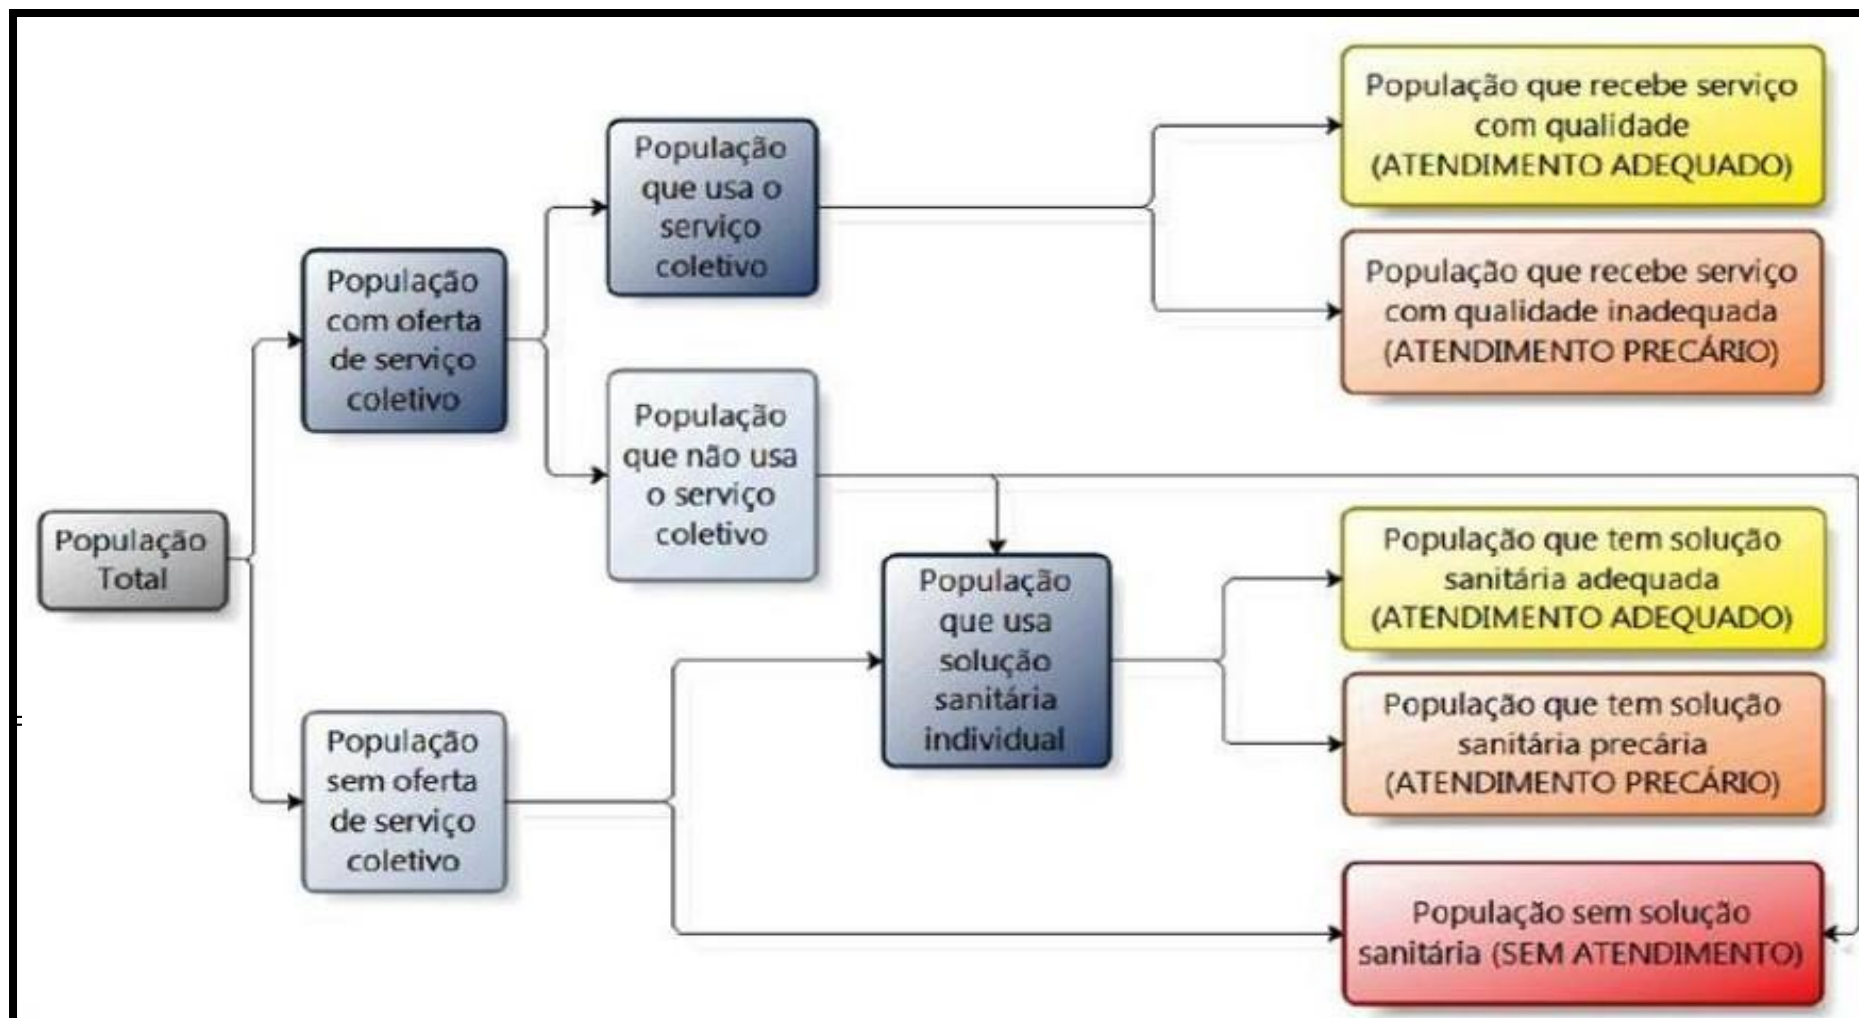 População que recebe serviço
com qualidade
(ATENDIMENTO ADEQUADO)
População
que usa o
serviço
coletivo
População que recebe serviço
com qualidade inadequada
(ATENDIMENTO PRECÁRIO)
População
com oferta
de serviço
coletivo
População
que não usa
o serviço
coletivo
População
Total
População que tem solução
sanitária adequada
(ATENDIMENTO ADEQUADO)
População
que usa
solução
sanitária
individual
População que tem solução
sanitária precária
(ATENDIMENTO PRECÁRIO)
População
sem oferta
de serviço
coletivo
População sem solução
sanitária (SEM ATENDIMENTO)